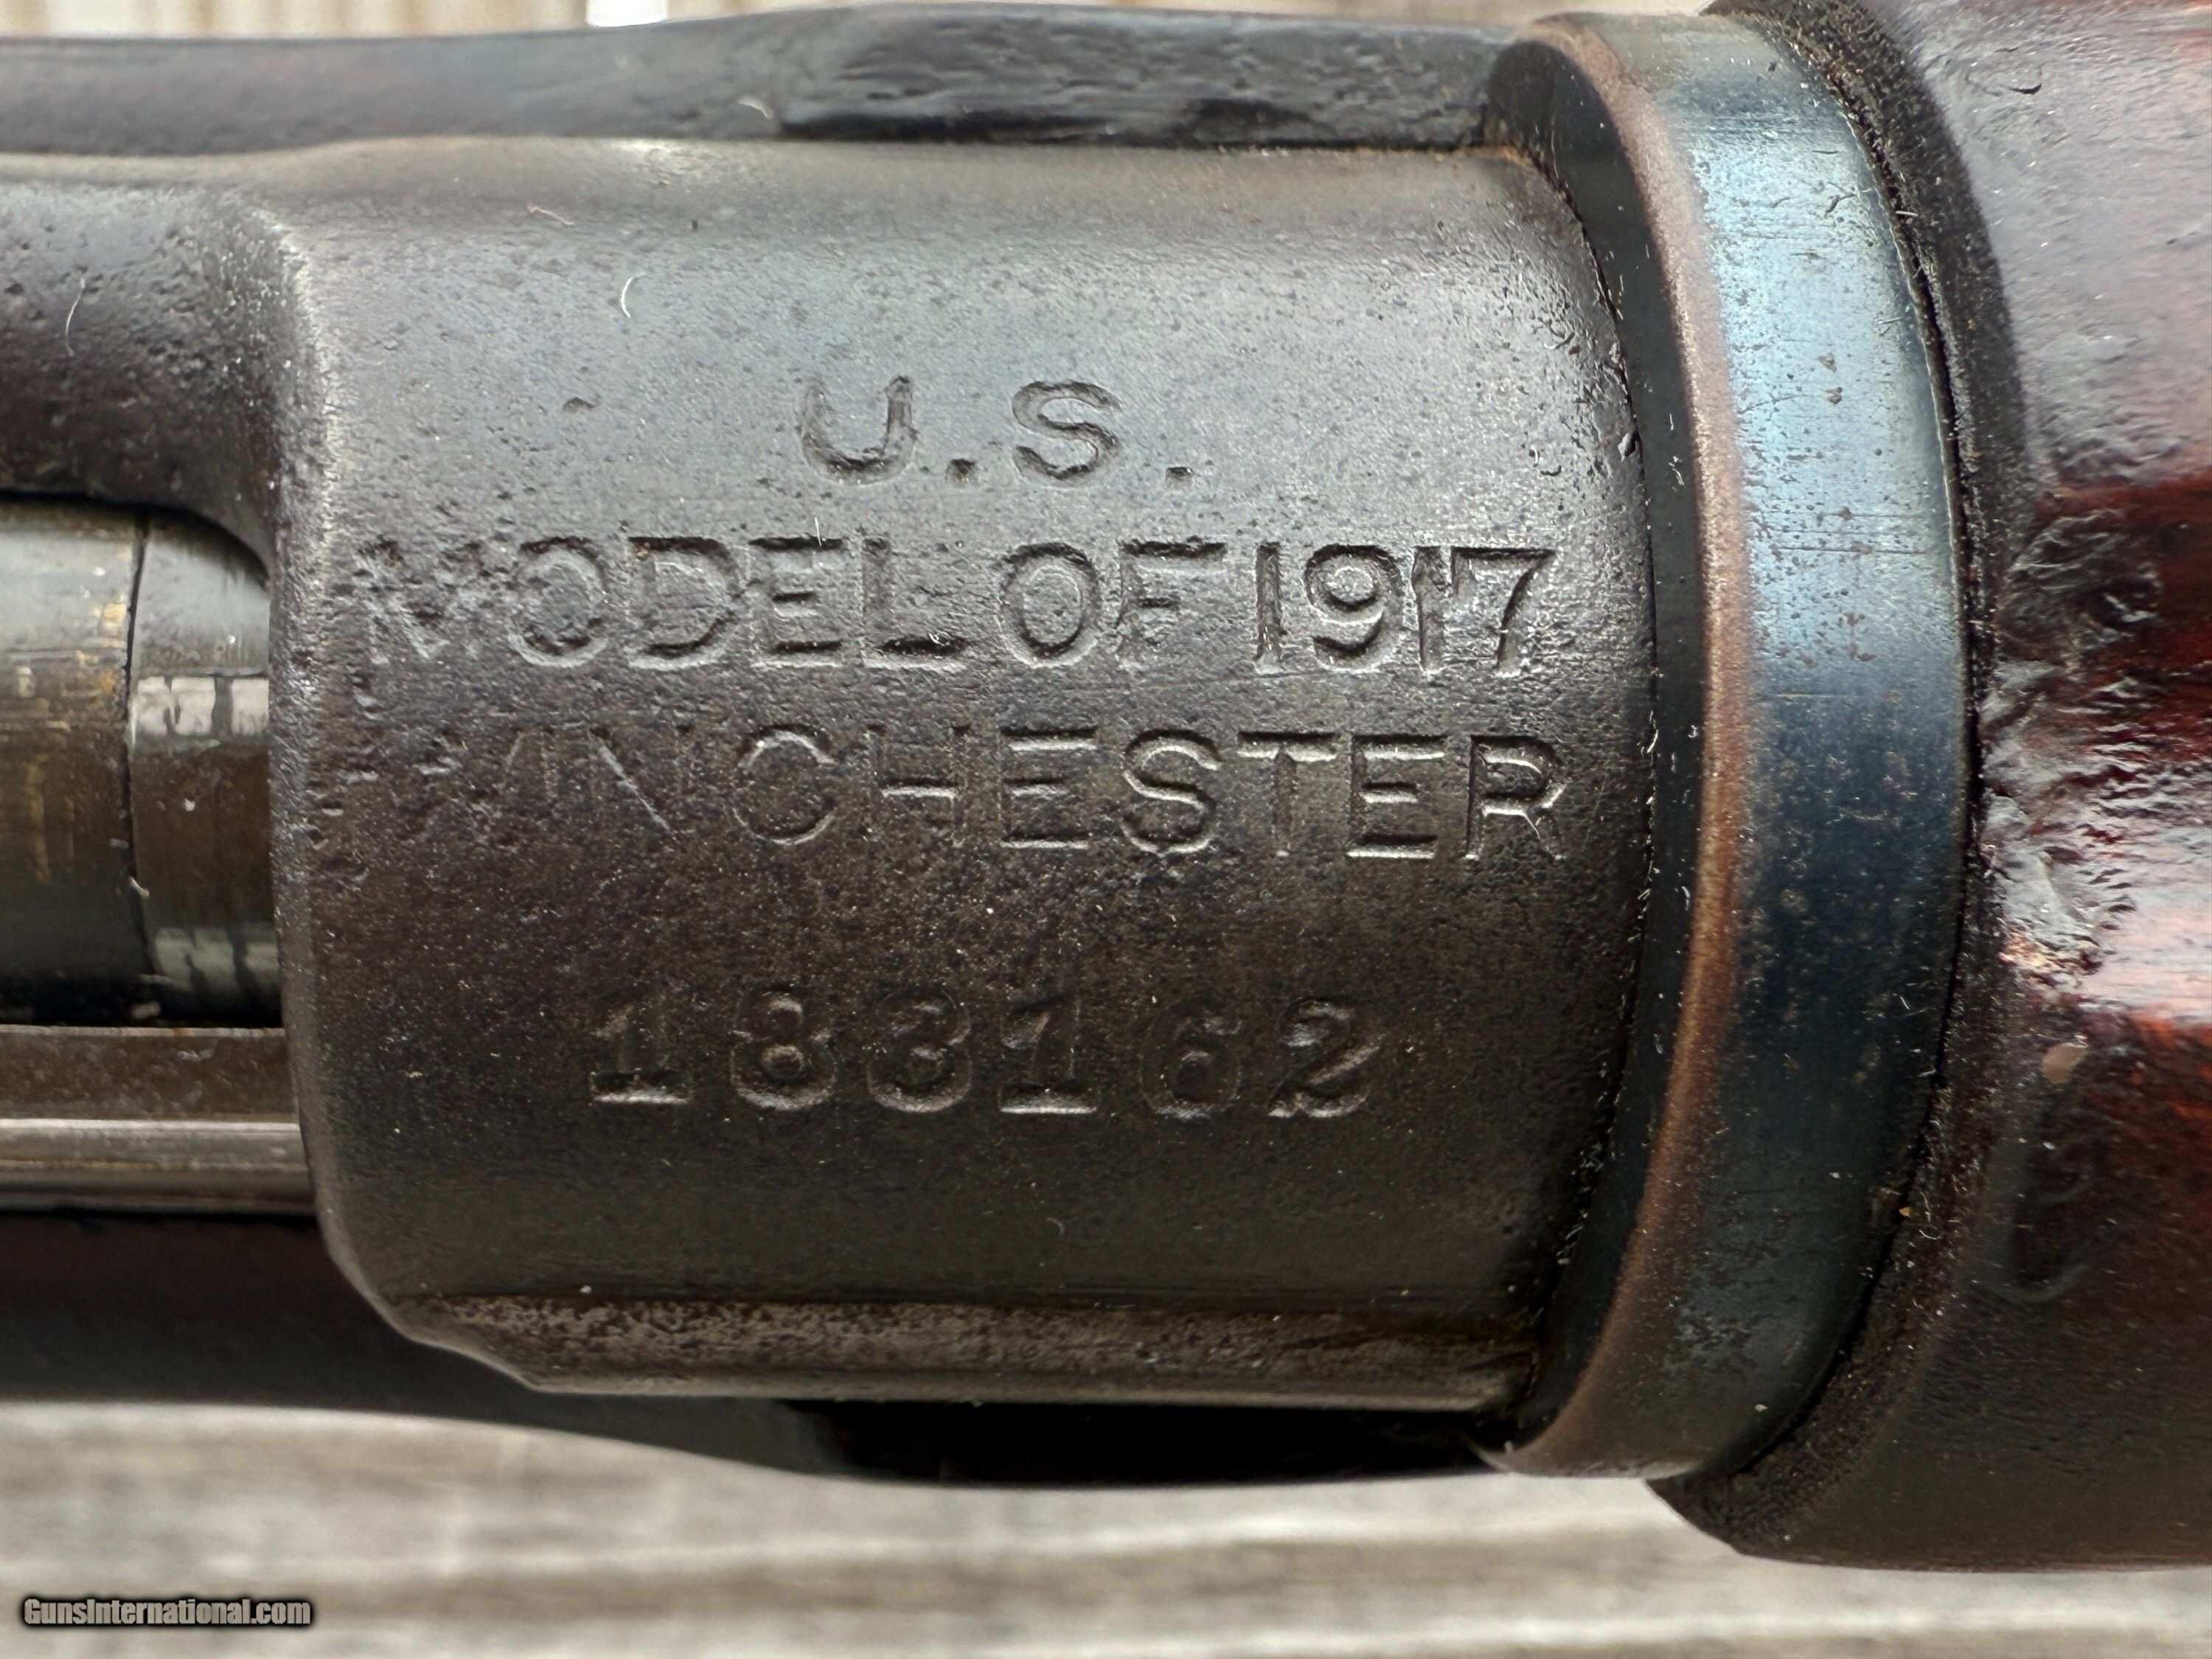 U.S.
MODEL OF 1917
WINCHESTER
183162
GunsInternational.com